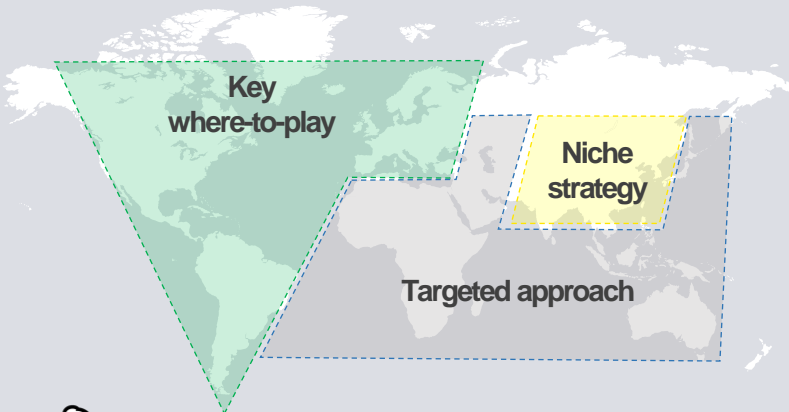 Key
where-to-play
Niche
strategy
Targeted approach